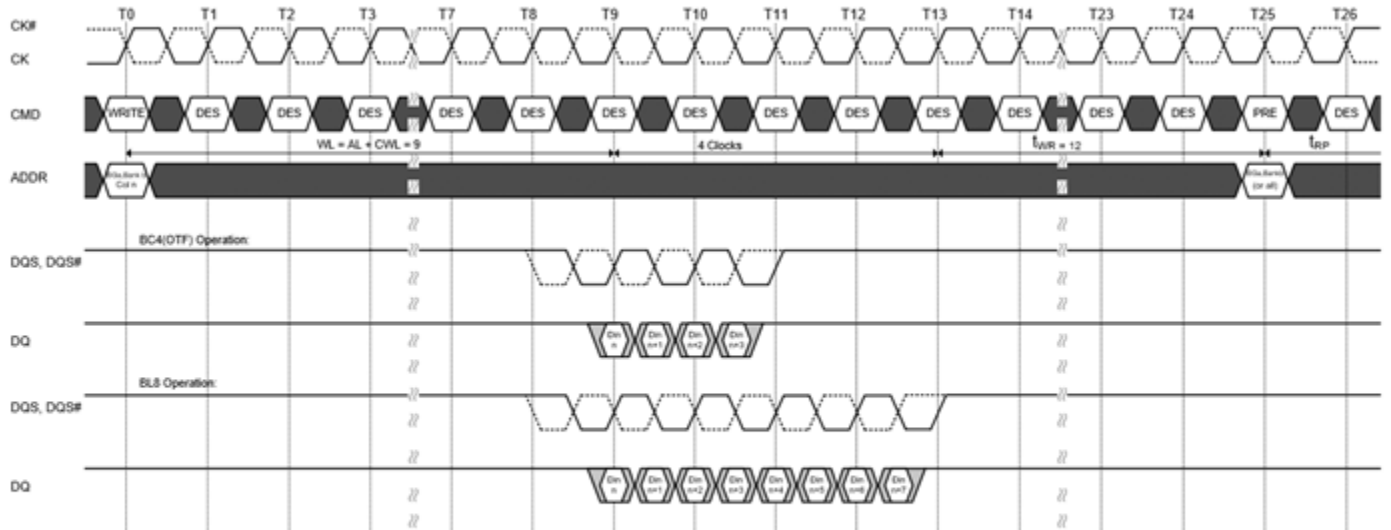 T0 T1 T2 T3 T7 T8 T9 T10 T11 T12 T13 T14 T23 T24 T25 T26
CK#
CK
CMD WRITE DES DES DES DES DES DES DES DES DES DES DES DES DES PRE DES
WL = AL + CWL = 9 4 Clocks tWR = 12 tRP
ADDR
Col n (or all)
BC4(OTF) Operation:
DQS, DQS#
DQ
Din Din Din Din
n n+1 n+2 n+3
BL8 Operation:
DQS, DQS#
DQ
Din Din Din Din Din Din Din Din
n n+1 n+2 n+3 n+4 n+5 n+6 n+7